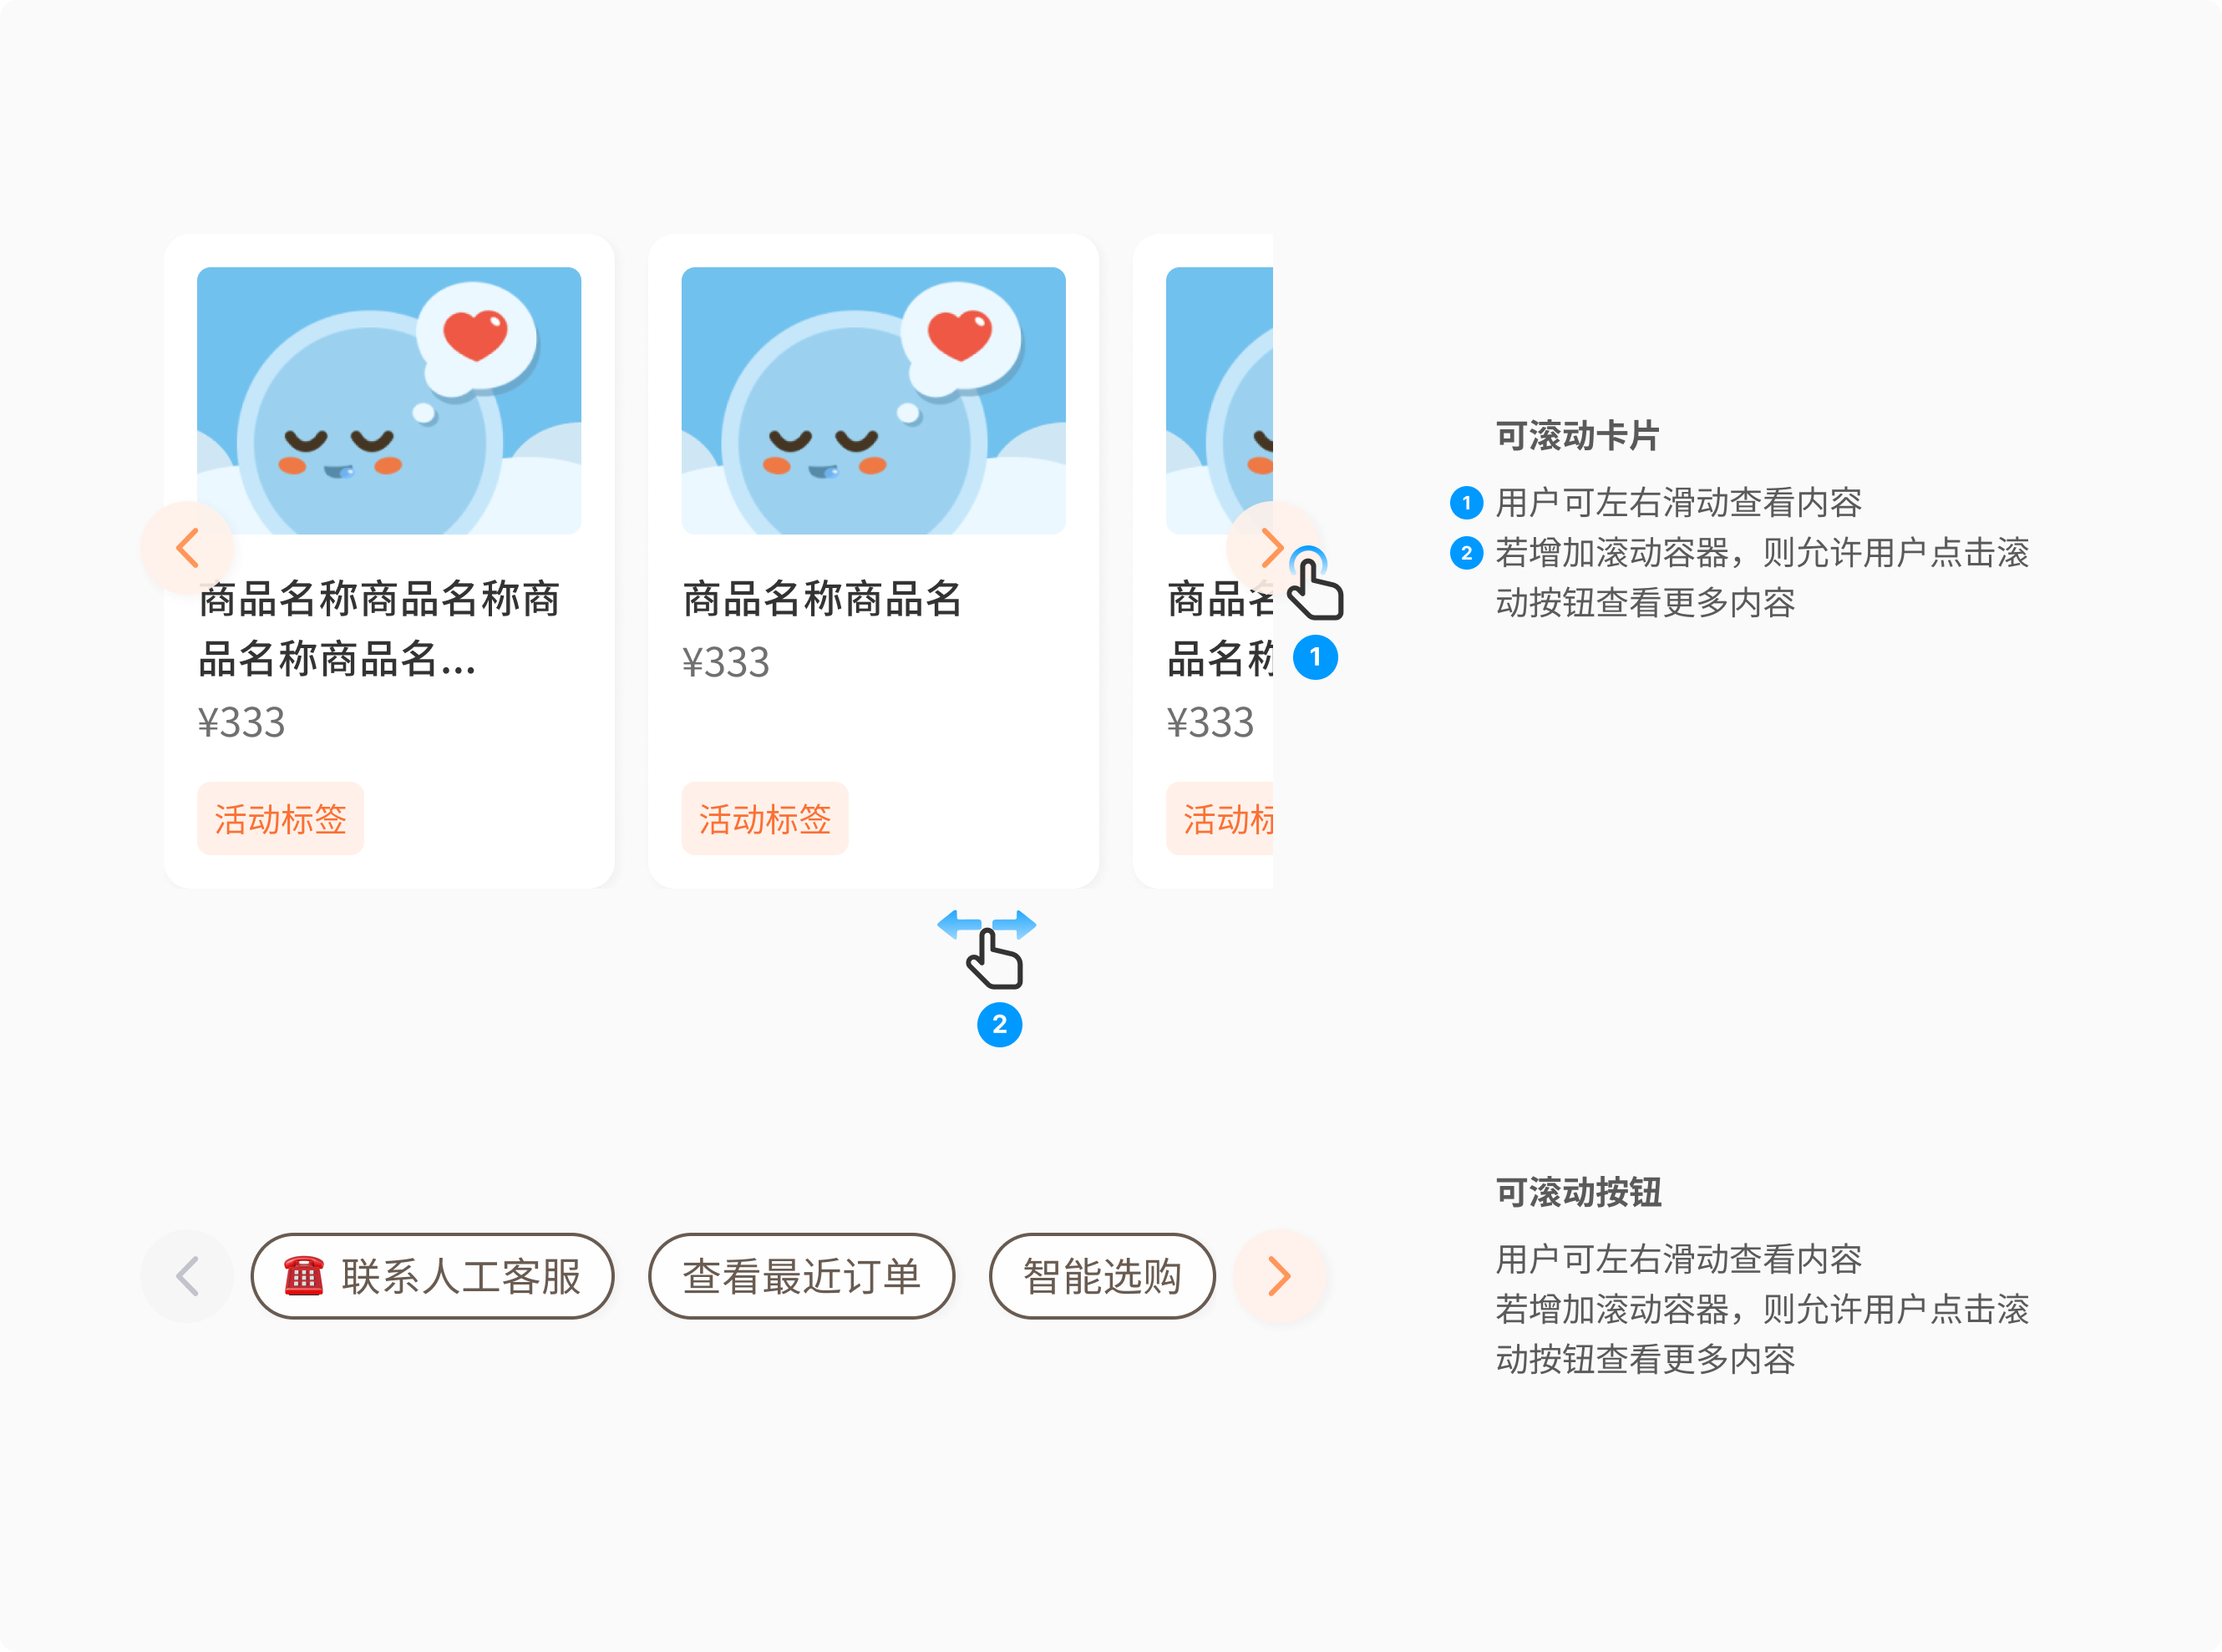 商品名称商品名称商
品名称商品名...
¥333
活动标签
商品名称商品名
¥333
活动标签
商品名
品名称
¥333
活动标
1
2
可滚动卡片
1 用户可左右滑动查看内容
2 若增加滚动容器，则允许用户点击滚
动按钮查看更多内容
联系人工客服
查看最近订单
智能选购
可滚动按钮
用户可左右滑动查看内容
若增加滚动容器，则允许用户点击滚
动按钮查看更多内容